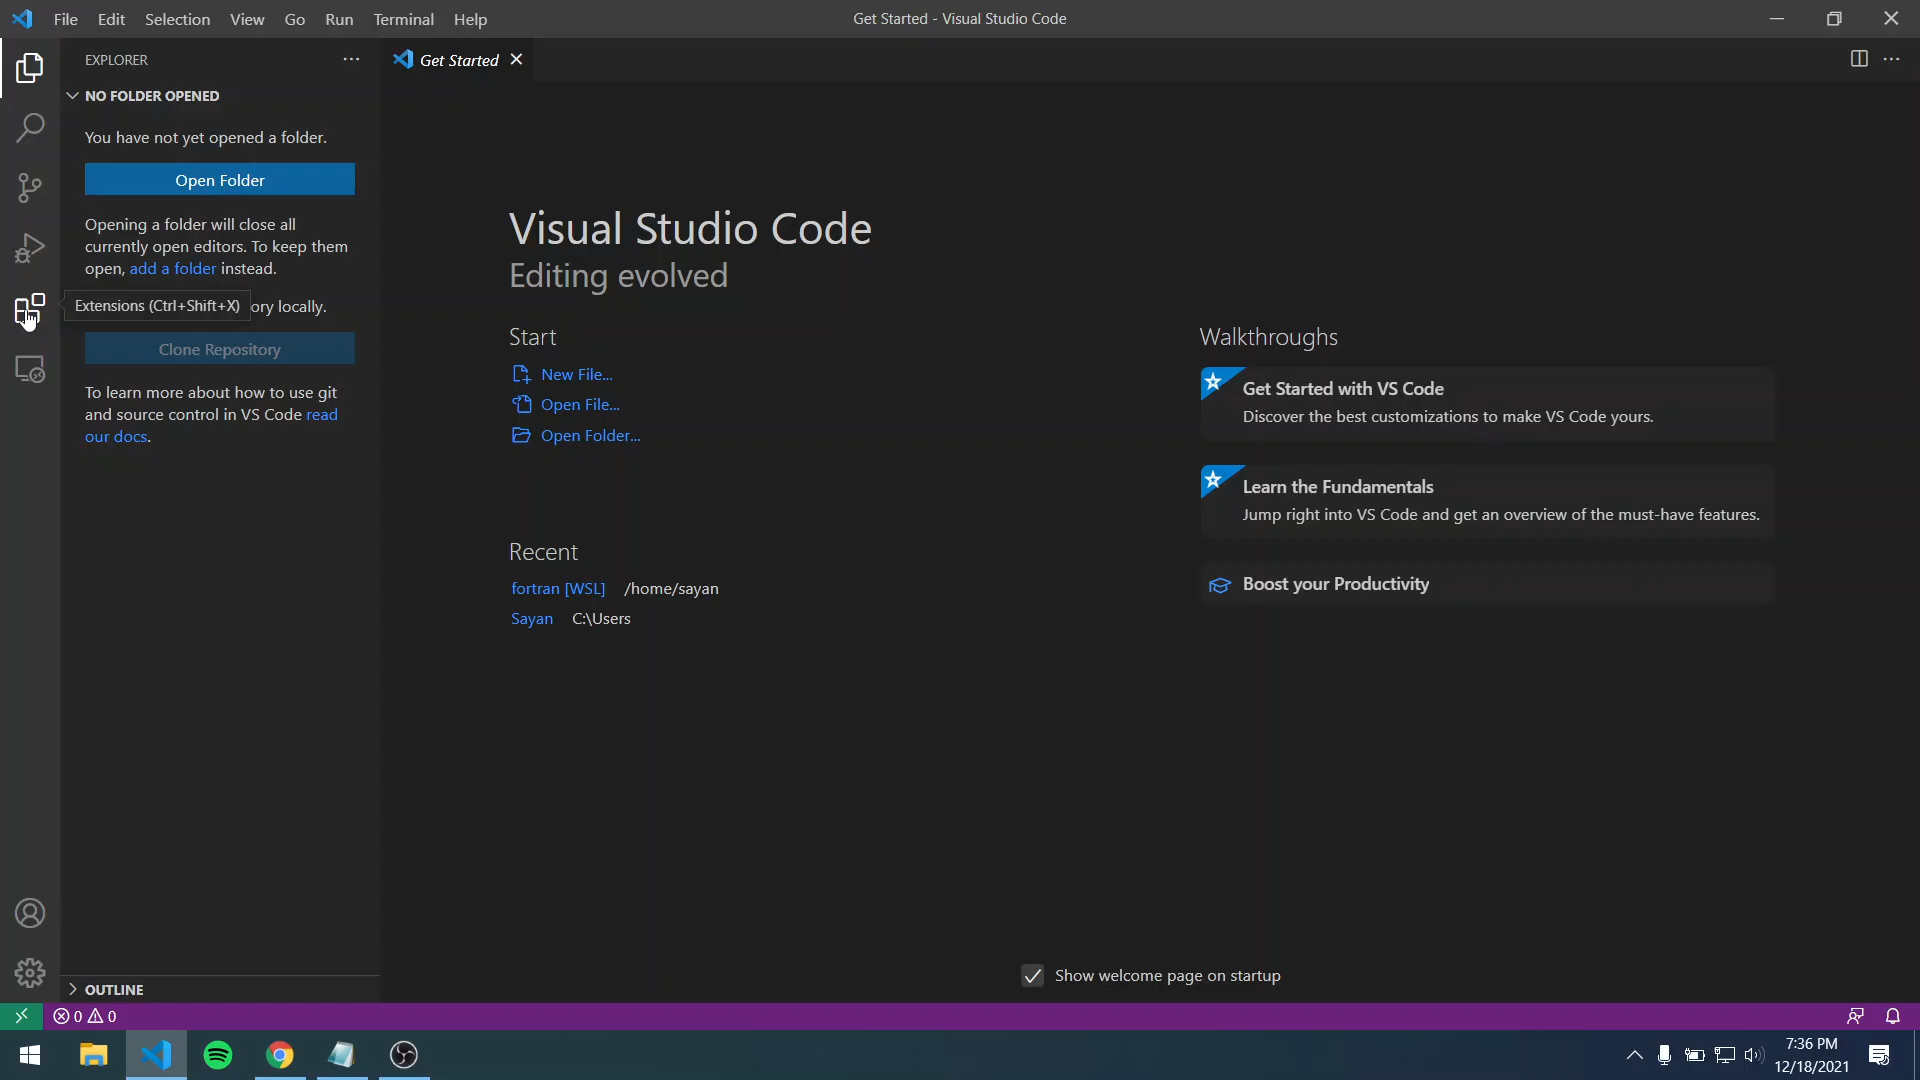 File Edit Selection View Go Run Terminal Help
Get Started - Visual Studio Code
EXPLORER
Get Started
NO FOLDER OPENED
You have not yet opened a folder.
Open Folder
Opening a folder will close all
currently open editors. To keep them
open, add a folder instead.
Extensions (Ctrl+Shift+X)
ory locally.
Clone Repository
To learn more about how to use git
and source control in VS Code read
our docs.
OUTLINE
Visual Studio Code
Editing evolved
Start
New File...
Open File...
Open Folder...
Recent
fortran [WSL] /home/sayan
Sayan C:\Users
Walkthroughs
Get Started with VS Code
Discover the best customizations to make VS Code yours.
Learn the Fundamentals
Jump right into VS Code and get an overview of the must-have features.
Boost your Productivity
Show welcome page on startup
0 0
7:36 PM
12/18/2021